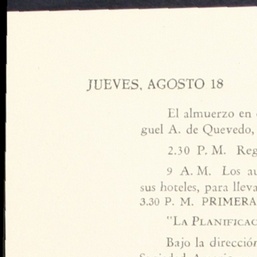 JUEVES, AGOSTO 18
El almuerzo en
guel A. de Quevedo,
2.30 P. M. Reg
9 A. M. Los au
sus hoteles, para lleva
3.30 P. M. PRIMERA
"LA PLANIFICAC
Bajo la dirección